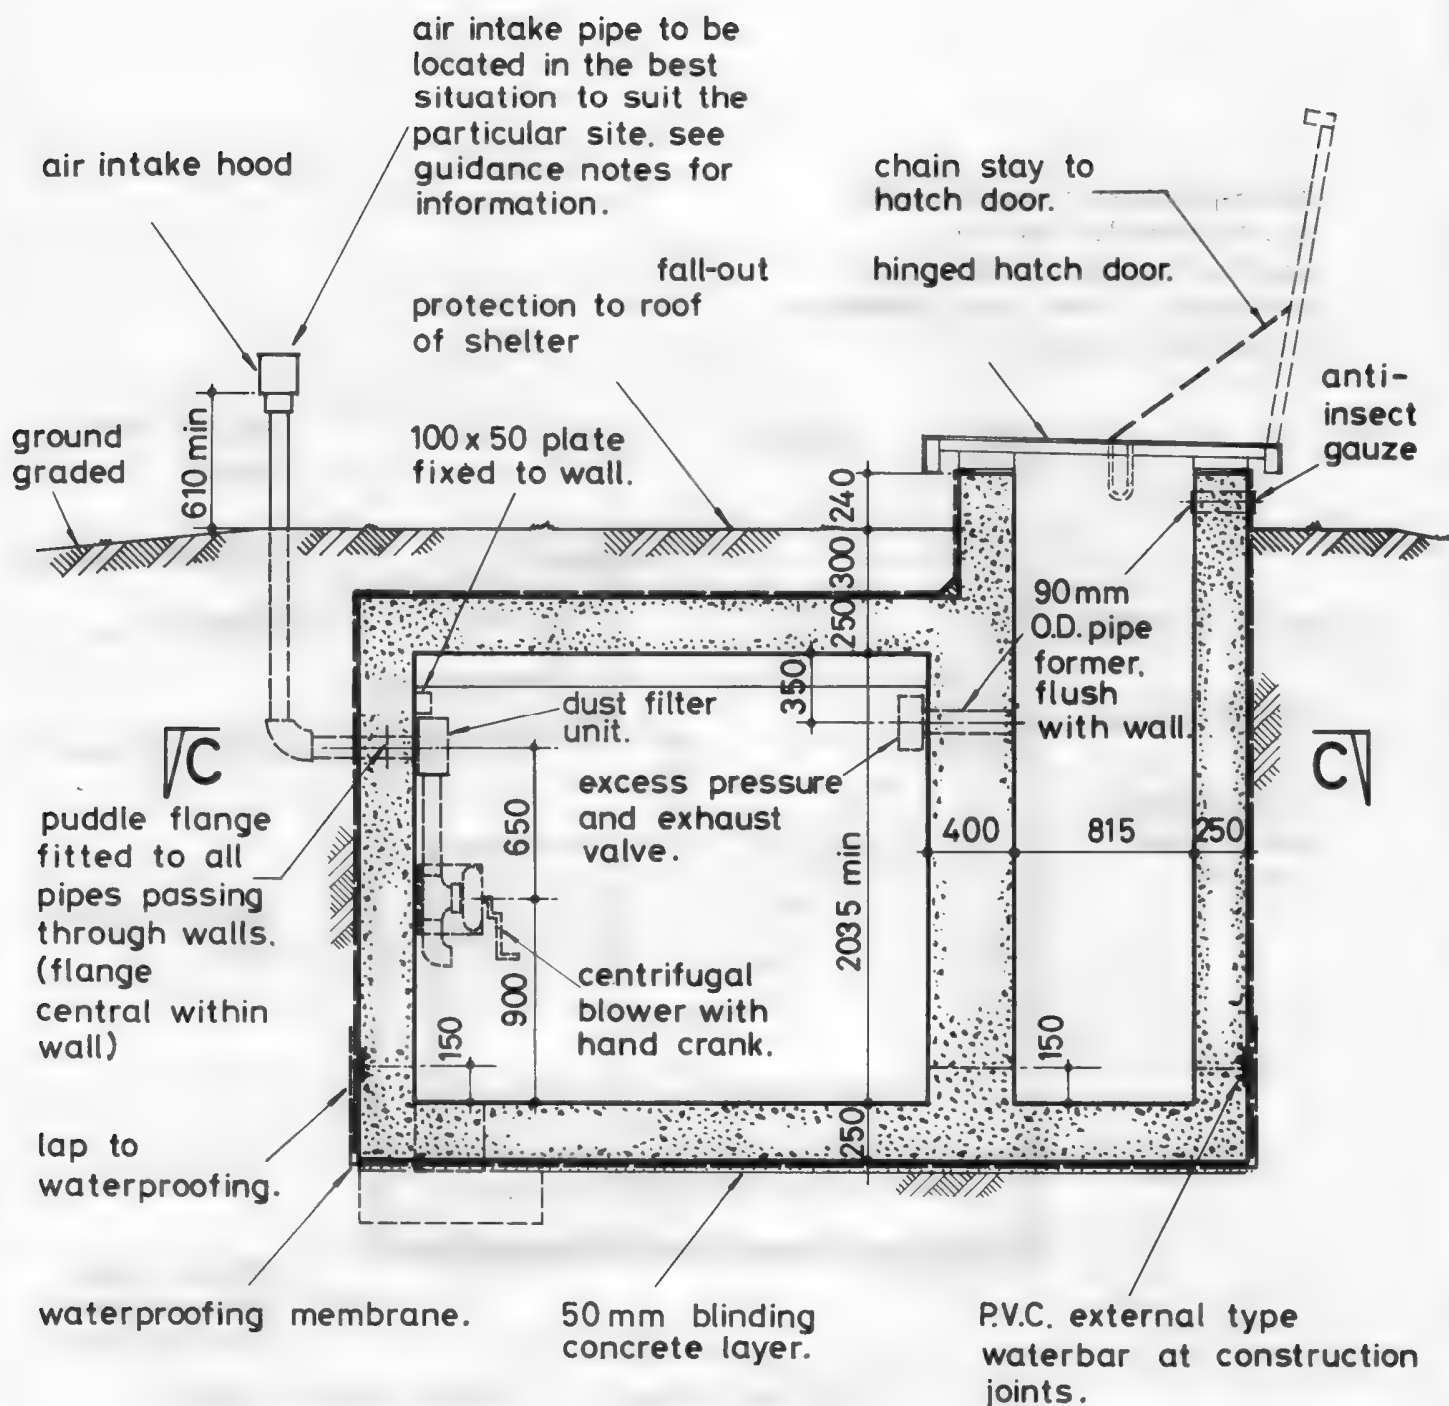 air intake pipe to be
located in the best
situation to suit the
particular site. see
guidance notes for
information.
air intake hood
chain stay to
hatch door.
fall-out
protection to roof
of shelter
hinged hatch door.
anti-
insect
gauze
ground
graded
610 min
100 x 50 plate
fixed to wall.
240
300
250
350
90mm
O.D. pipe
former,
flush
with wall.
dust filter
unit.
C
C
excess pressure
and exhaust
valve.
650
400
815
250
puddle flange
fitted to all
pipes passing
through walls.
(flange
central within
wall)
2035 min
900
centrifugal
blower with
hand crank.
150
150
250
lap to
waterproofing.
waterproofing membrane.
50mm blinding
concrete layer.
P.V.C. external type
waterbar at construction
joints.